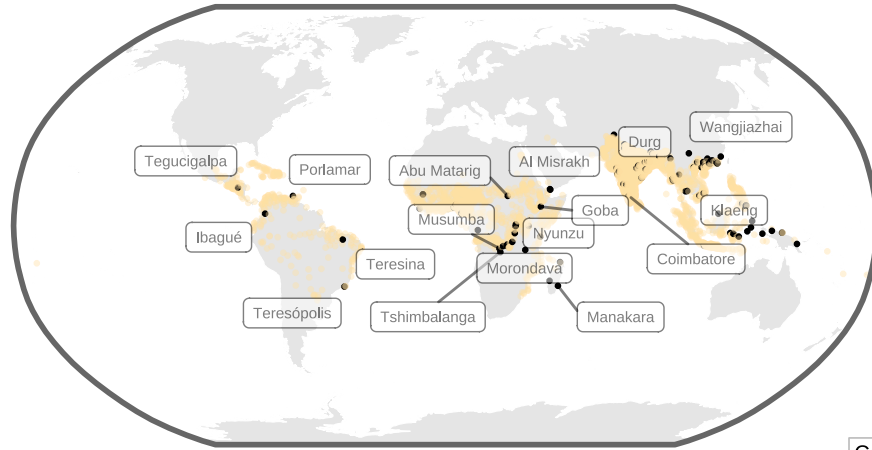 Wangjiazhai
Durg
Tegucigalpa
Porlamar
Abu Matarig
Al Misrakh
Musumba
Goba
Klaeng
Ibagué
Nyunzu
Teresina
Morondava
Coimbatore
Teresópolis
Tshimbalanga
Manakara